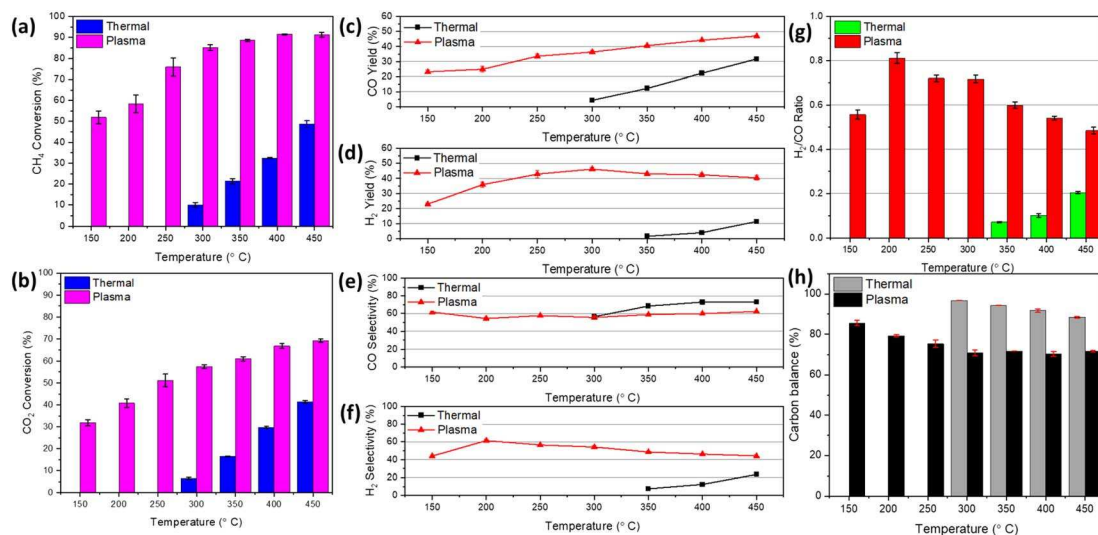 (a)
Thermal
Plasma
100
90
80
70
60
50
40
30
20
10
0
CH4 Conversion (%)
150 200 250 300 350 400 450
Temperature (° C)
(b)
Thermal
Plasma
100
90
80
70
60
50
40
30
20
10
0
CO2 Conversion (%)
150 200 250 300 350 400 450
Temperature (° C)
(c)
Thermal
Plasma
60
50
40
30
20
10
0
CO Yield (%)
150 200 250 300 350 400 450
Temperature (° C)
(d)
Thermal
Plasma
60
50
40
30
20
10
0
H2 Yield (%)
150 200 250 300 350 400 450
Temperature (° C)
(e)
Thermal
Plasma
100
80
60
40
20
0
CO Selectivity (%)
150 200 250 300 350 400 450
Temperature (° C)
(f)
Thermal
Plasma
100
80
60
40
20
0
H2 Selectivity (%)
150 200 250 300 350 400 450
Temperature (° C)
(g)
Thermal
Plasma
1.0
0.8
0.6
0.4
0.2
0.0
H2/CO Ratio
150 200 250 300 350 400 450
Temperature (° C)
(h)
Thermal
Plasma
100
80
60
40
20
0
Carbon balance (%)
150 200 250 300 350 400 450
Temperature (° C)